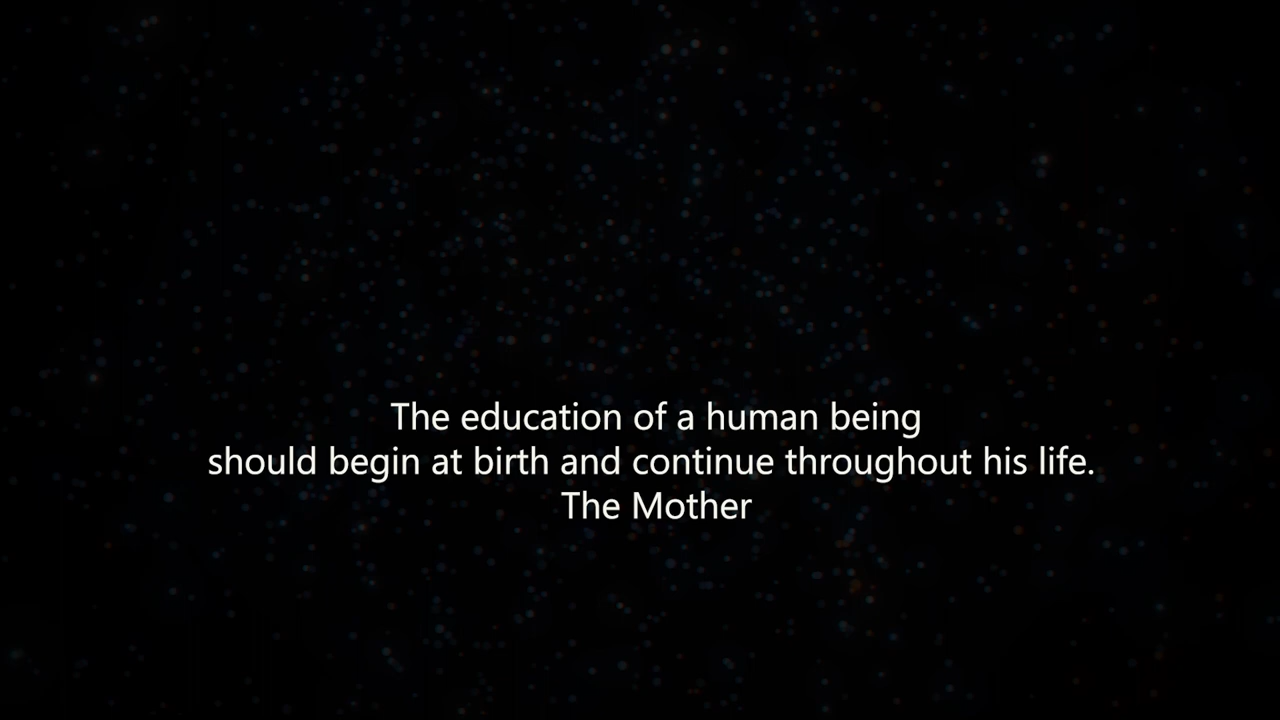 The education of a human being
should begin at birth and continue throughout his life.
The Mother